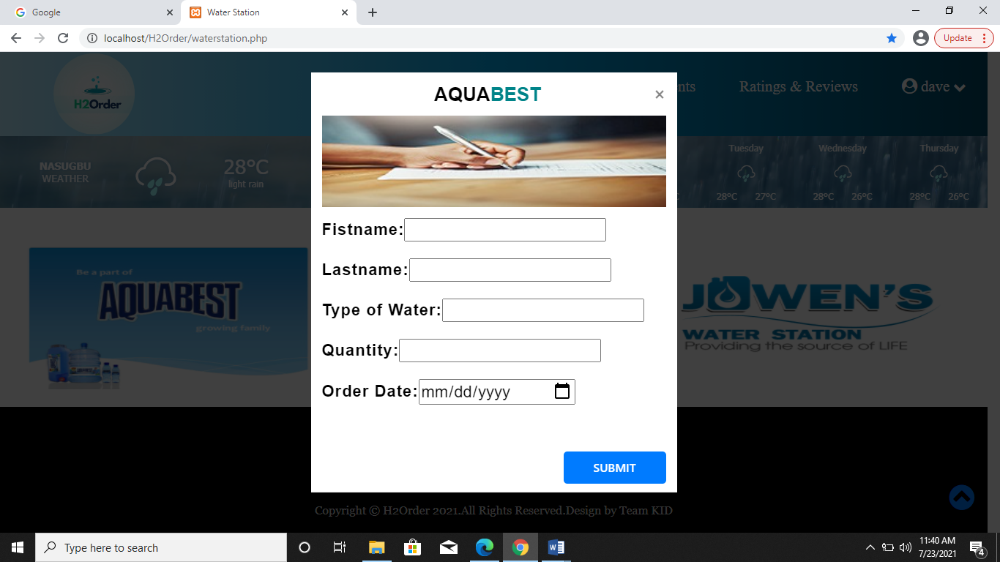 Google
Water Station
localhost/H2Order/waterstation.php
Update
H2Order
nts
Ratings & Reviews
dave
AQUABEST
×
NASUGBU
WEATHER
28°C
light rain
Tuesday
Wednesday
Thursday
28°C 27°C
28°C 26°C
28°C 26°C
Fistname:
Lastname:
Type of Water:
Quantity:
Order Date: mm/dd/yyyy
SUBMIT
Be a part of
AQUABEST
growing family
JOWEN'S
WATER STATION
Providing the source of LIFE
Copyright © H2Order 2021.All Rights Reserved.Design by Team KID
Type here to search
11:40 AM
7/23/2021
4